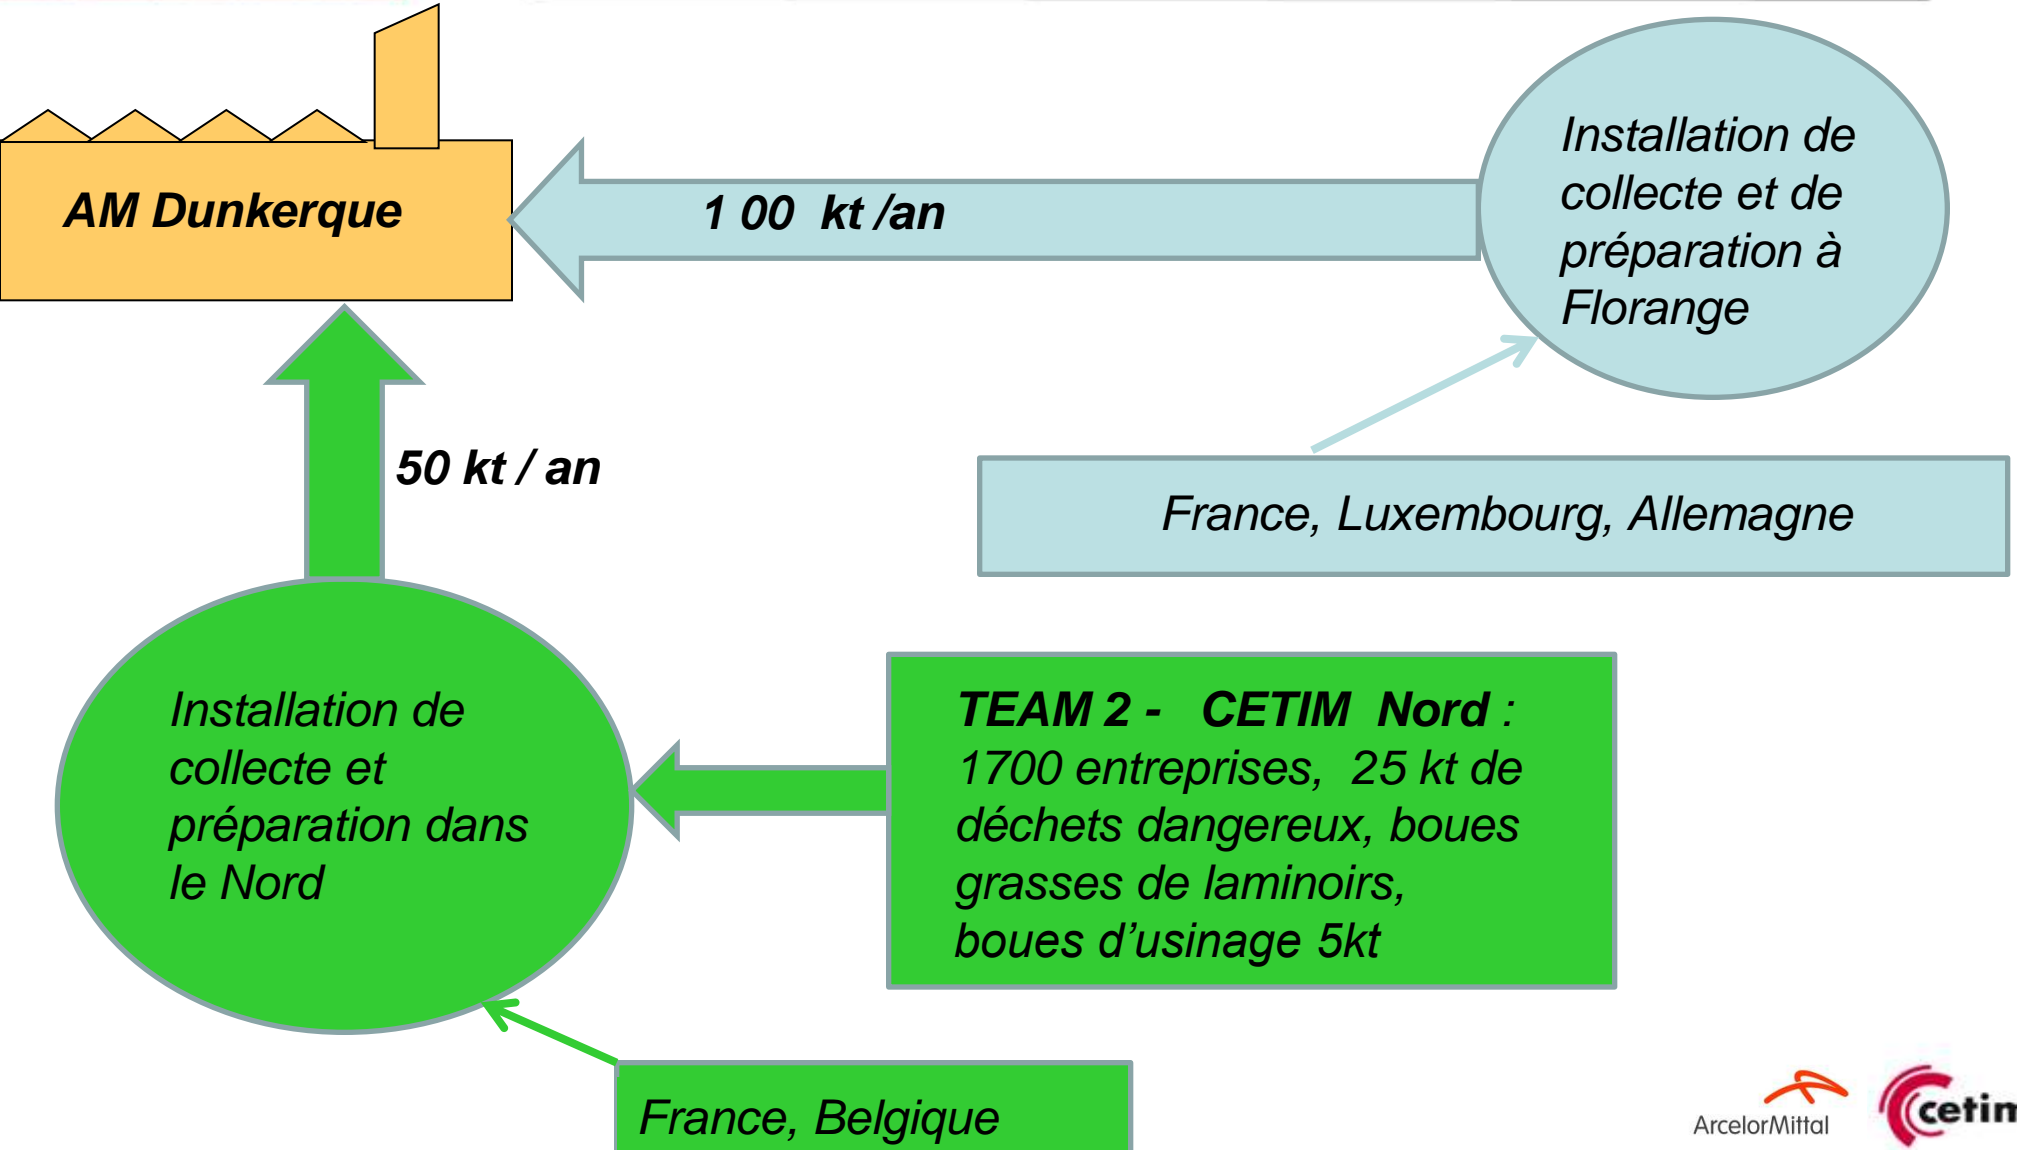 AM Dunkerque
1 00 kt /an
Installation de
collecte et de
préparation à
Florange
50 kt / an
France, Luxembourg, Allemagne
Installation de
collecte et
préparation dans
le Nord
TEAM 2 - CETIM Nord :
1700 entreprises, 25 kt de
déchets dangereux, boues
grasses de laminoirs,
boues d’usinage 5kt
France, Belgique
ArcelorMittal
cetim